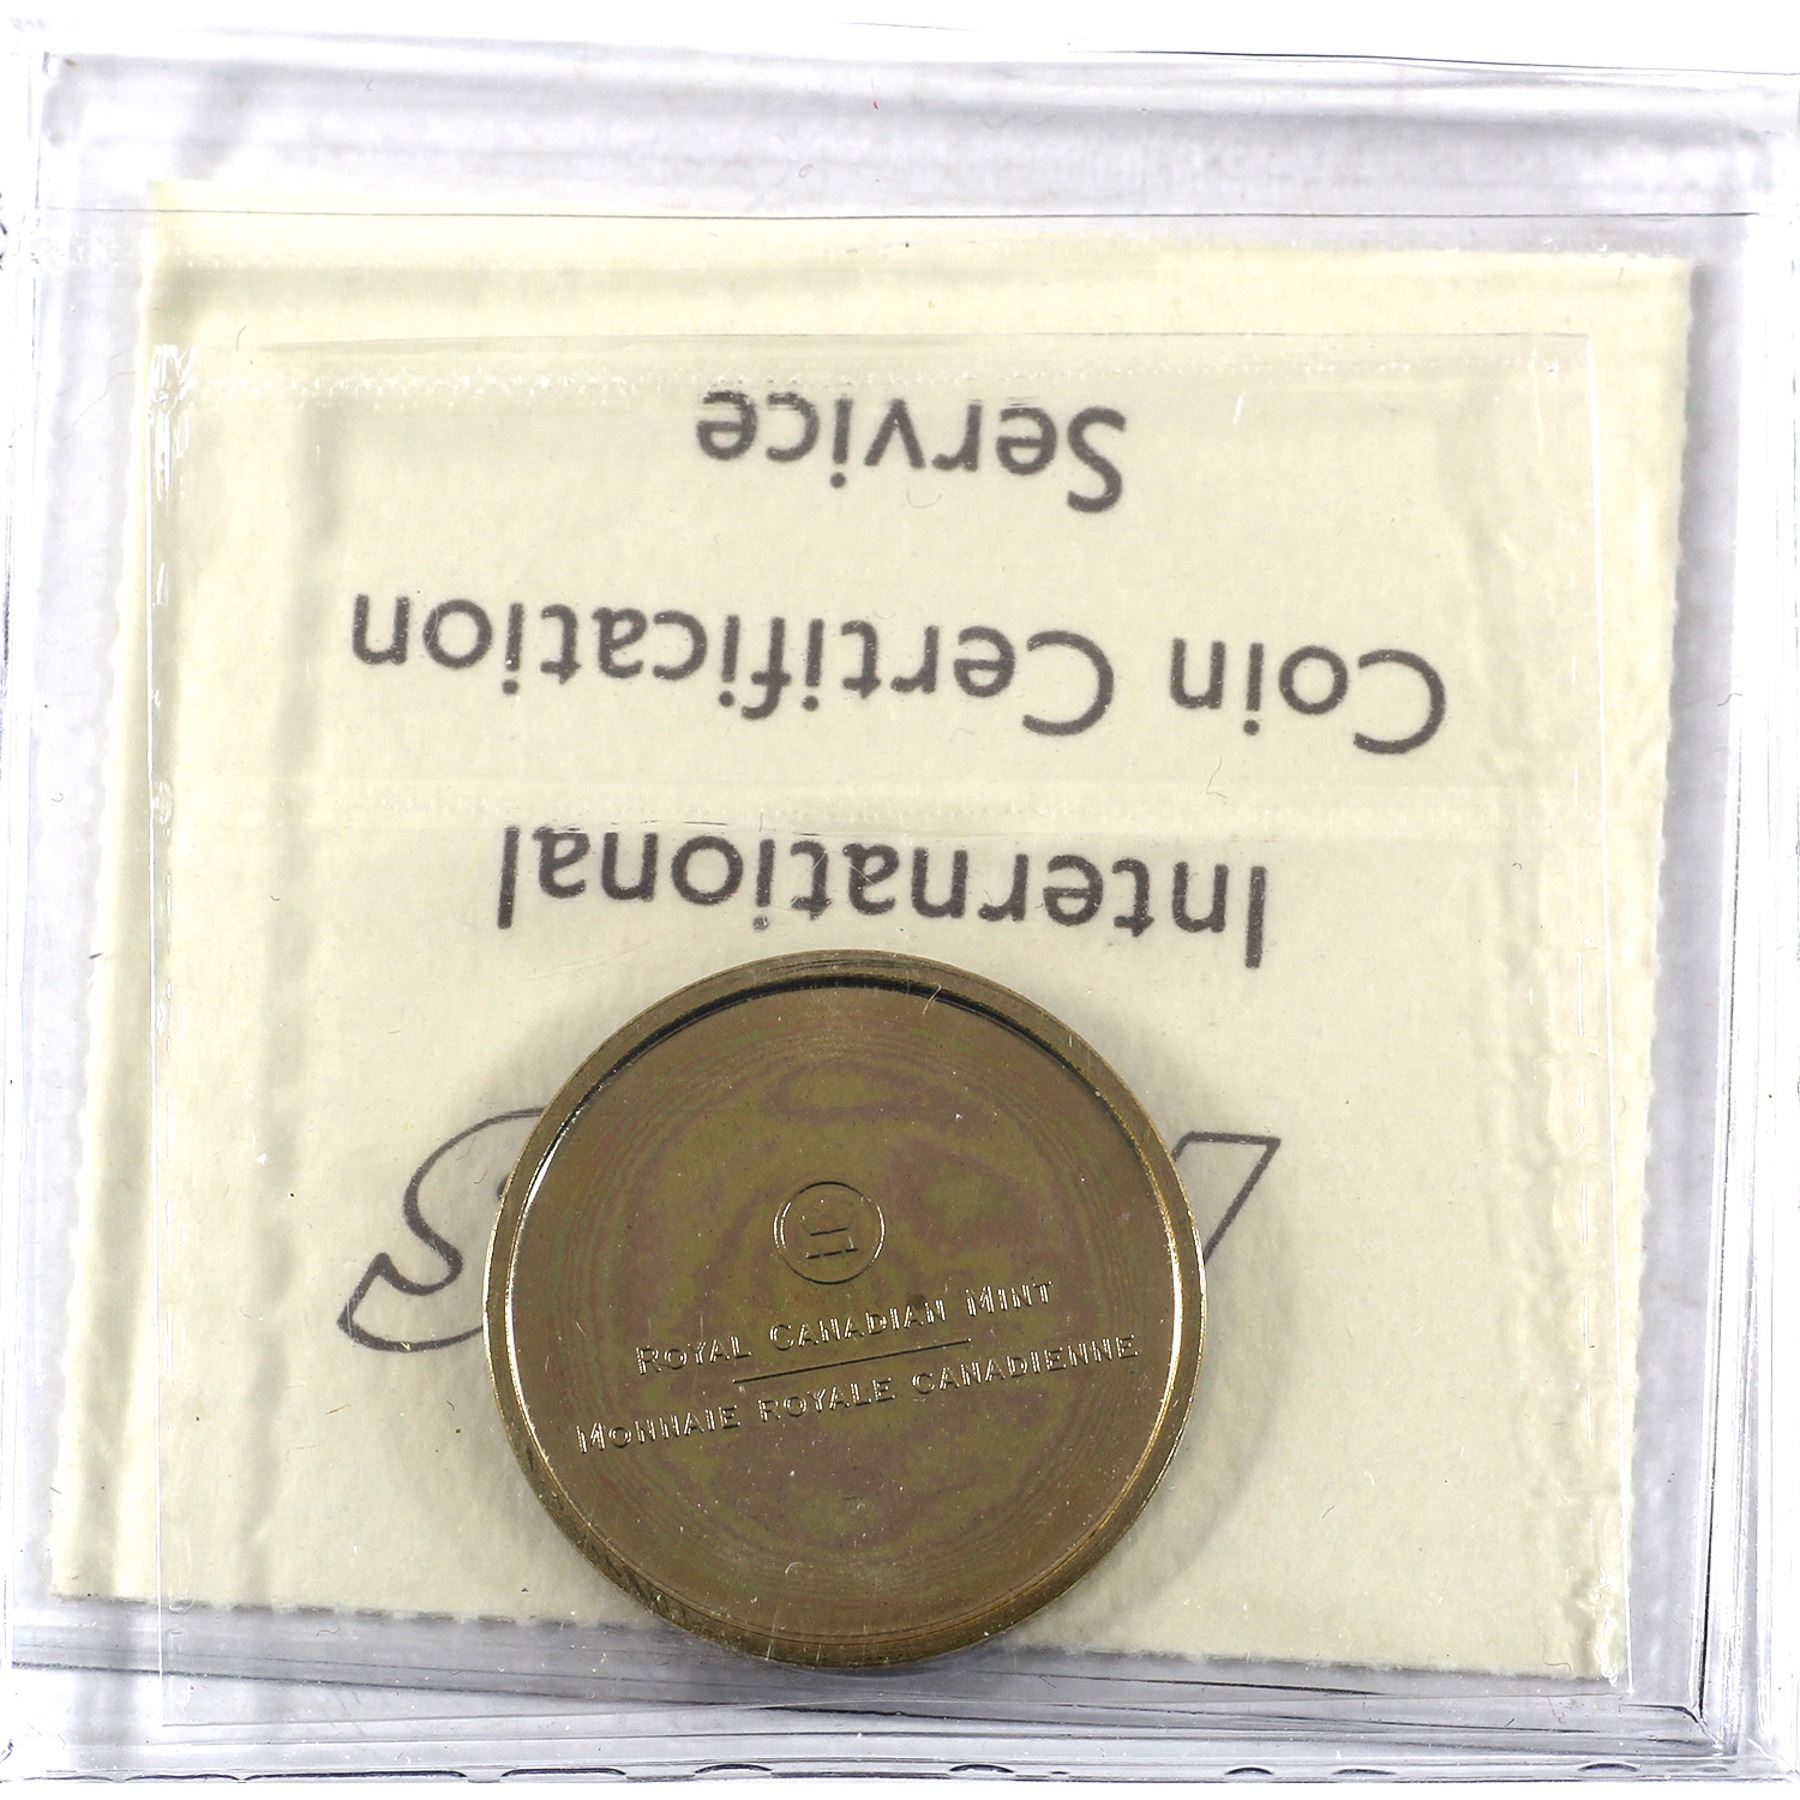 International
Coin Certification
Service
ROYAL CANADIAN MINT
MONNAIE ROYALE CANADIENNE